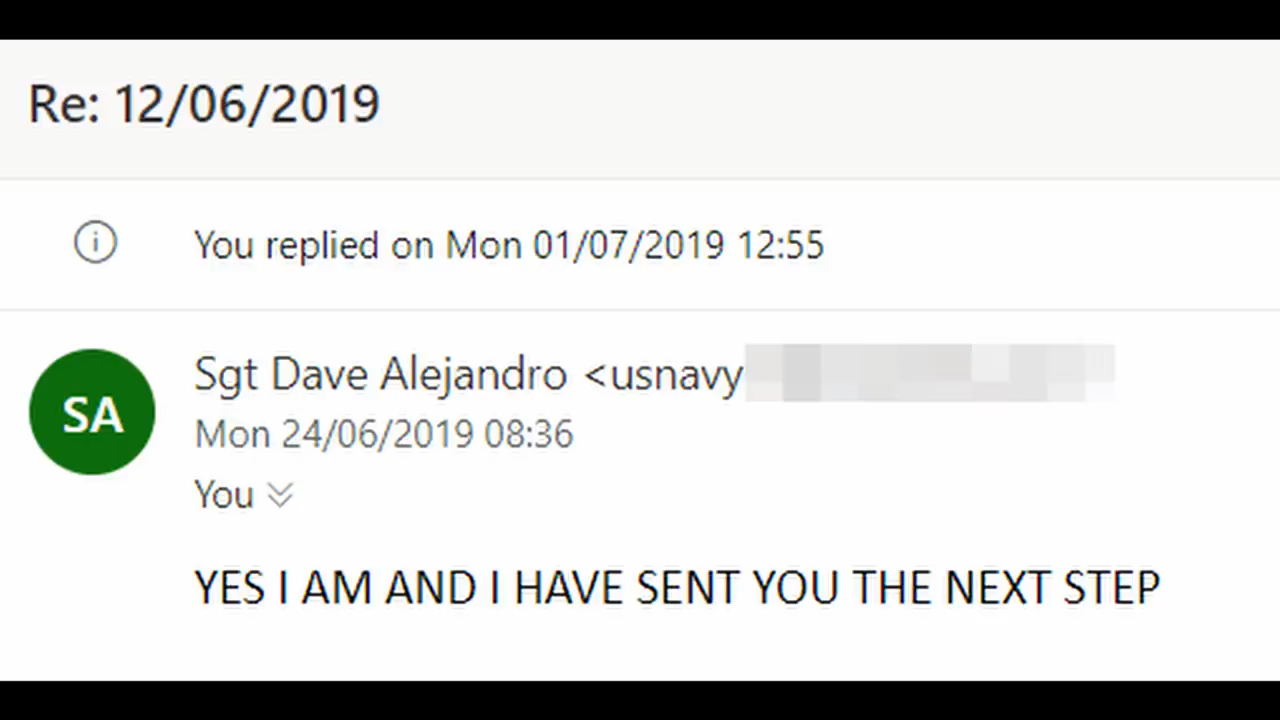 Re: 12/06/2019
You replied on Mon 01/07/2019 12:55
SA
Sgt Dave Alejandro <usnavy
Mon 24/06/2019 08:36
You
YES I AM AND I HAVE SENT YOU THE NEXT STEP